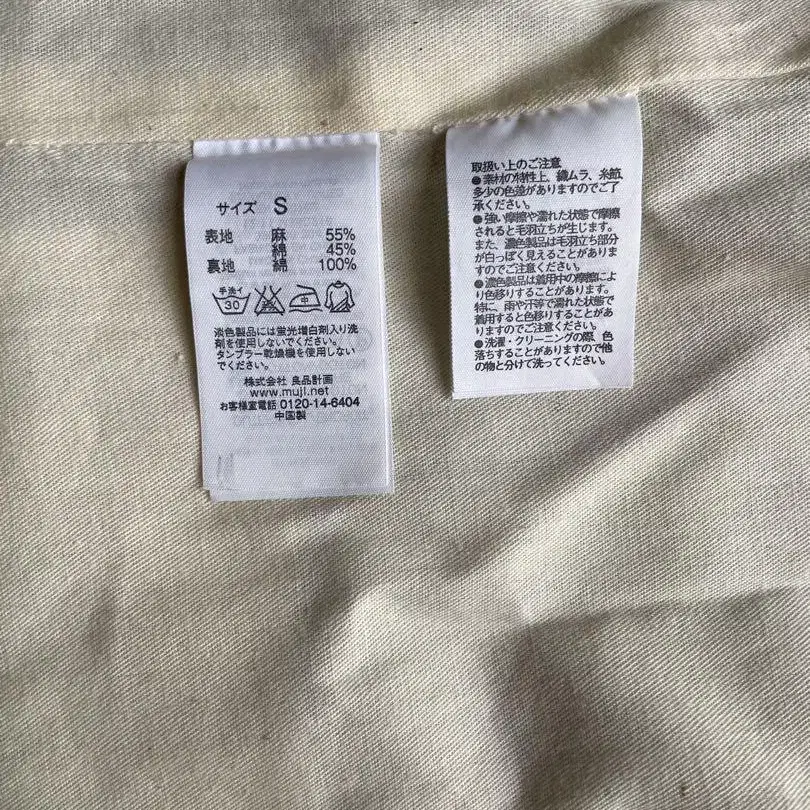 サイズ S
表地 麻 55%
綿 45%
裏地 綿 100%
手洗イ
30
中
淡色製品には蛍光増白剤入り洗
剤を使用しないでください。
タンブラー乾燥機を使用しない
でください。
株式会社 良品計画
www.muji.net
お客様室電話 0120-14-6404
中国製
取扱い上のご注意
●素材の特性上、織ムラ、糸節、
多少の色差がありますのでご了
承ください。
●強い摩擦や濡れた状態で摩擦
されると毛羽立ちが生じます。
また、濃色製品は毛羽立ち部分
が白っぽく見えることがありま
すのでご注意ください。
●濃色製品は着用中の摩擦によ
り色移りすることがあります。
特に、雨や汗等で濡れた状態で
着用すると色移りすることがあ
りますのでご注意ください。
●洗濯・クリーニングの際、色
落ちすることがありますので他
の物と分けて洗ってください。